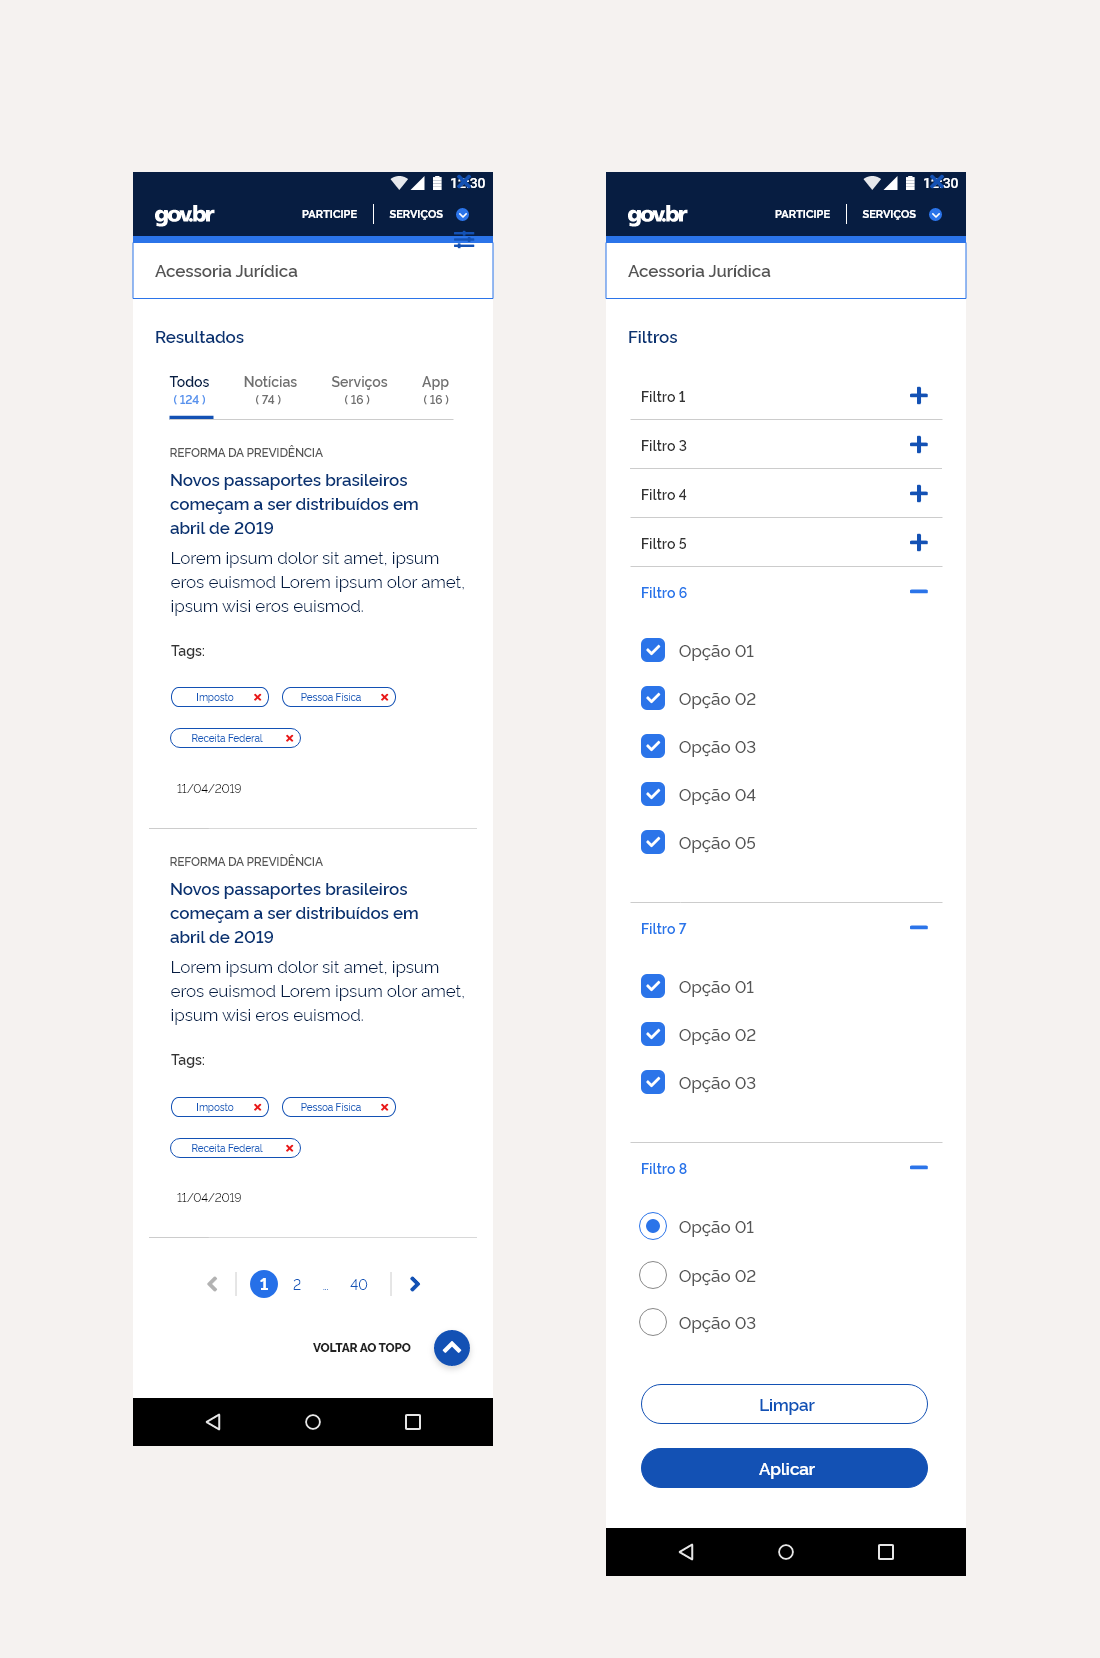 12:30
gov.br
PARTICIPE
SERVIÇOS
Acessoria Jurídica
Resultados
Todos
( 124 )
Notícias
( 74 )
Serviços
( 16 )
App
( 16 )
REFORMA DA PREVIDÊNCIA
Novos passaportes brasileiros
começam a ser distribuídos em
abril de 2019
Lorem ipsum dolor sit amet, ipsum
eros euismod Lorem ipsum olor amet,
ipsum wisi eros euismod.
Tags:
Imposto
Pessoa Física
Receita Federal
11/04/2019
REFORMA DA PREVIDÊNCIA
Novos passaportes brasileiros
começam a ser distribuídos em
abril de 2019
Lorem ipsum dolor sit amet, ipsum
eros euismod Lorem ipsum olor amet,
ipsum wisi eros euismod.
Tags:
Imposto
Pessoa Física
Receita Federal
11/04/2019
1 2 ... 40
VOLTAR AO TOPO
12:30
gov.br
PARTICIPE
SERVIÇOS
Acessoria Jurídica
Filtros
Filtro 1
Filtro 3
Filtro 4
Filtro 5
Filtro 6
Opção 01
Opção 02
Opção 03
Opção 04
Opção 05
Filtro 7
Opção 01
Opção 02
Opção 03
Filtro 8
Opção 01
Opção 02
Opção 03
Limpar
Aplicar